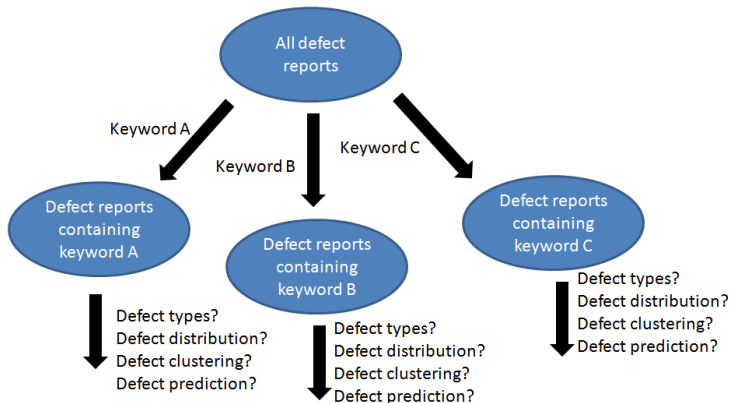 All defect
reports
Keyword A
Keyword B
Keyword C
Defect reports
containing
keyword A
Defect reports
containing
keyword B
Defect reports
containing
keyword C
Defect types?
Defect distribution?
Defect clustering?
Defect prediction?
Defect types?
Defect distribution?
Defect clustering?
Defect prediction?
Defect types?
Defect distribution?
Defect clustering?
Defect prediction?